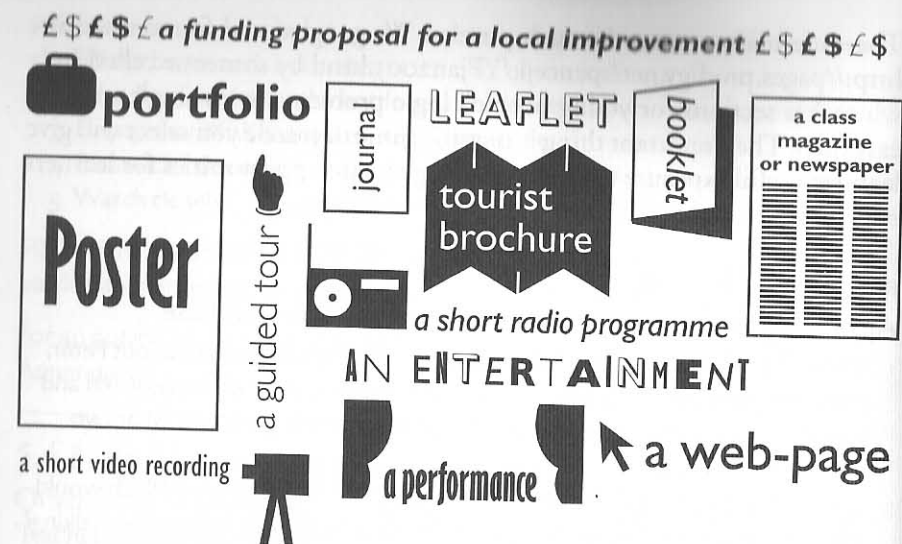 £ $ £ $ £ a funding proposal for a local improvement £ $ £ $ £ $
portfolio
journal
LEAFLET
booklet
a class
magazine
or newspaper
Poster
a guided tour
tourist
brochure
a short radio programme
AN ENTERTAINMENT
a short video recording
a performance
a web-page